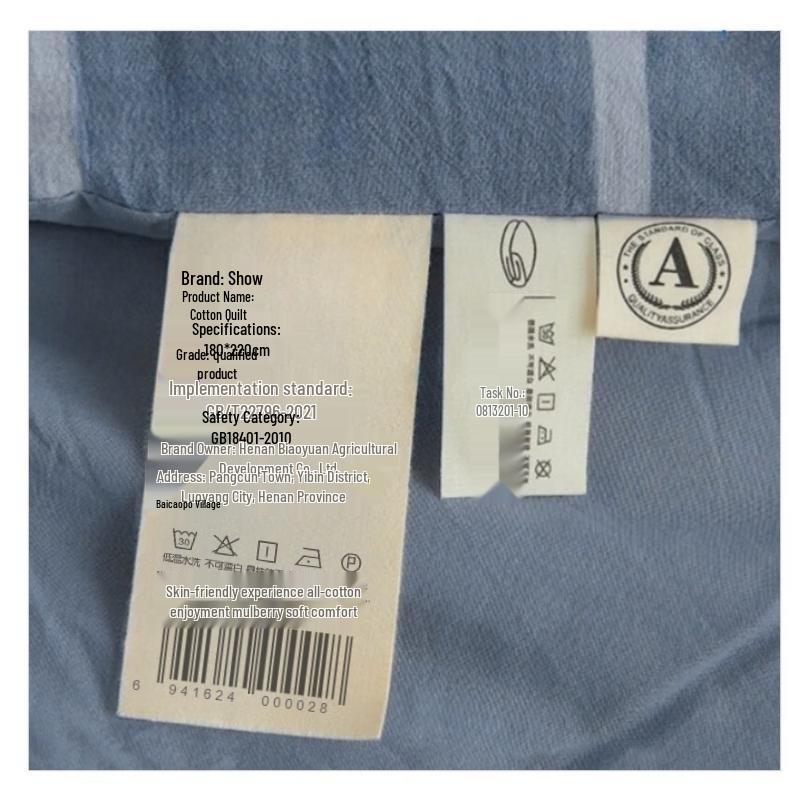 Brand: Show
Product Name:
Cotton Quilt
Specifications:
180*220cm
Grade: qualified
product
Implementation standard:
GB/T22796-2021
Safety Category:
GB18401-2010
Brand Owner: Henan Biaoyuan Agricultural
Development Co., Ltd.
Address: Pangcun Town, Yibin District,
Luoyang City, Henan Province
Baicaopo Village
30
P
低温水洗 不可漂白
Skin-friendly experience all-cotton
enjoyment mulberry soft comfort
6 941624 000028
Task No.:
0813201-10
THE STANDARD OF CLASS
A
QUALITYASSURANCE